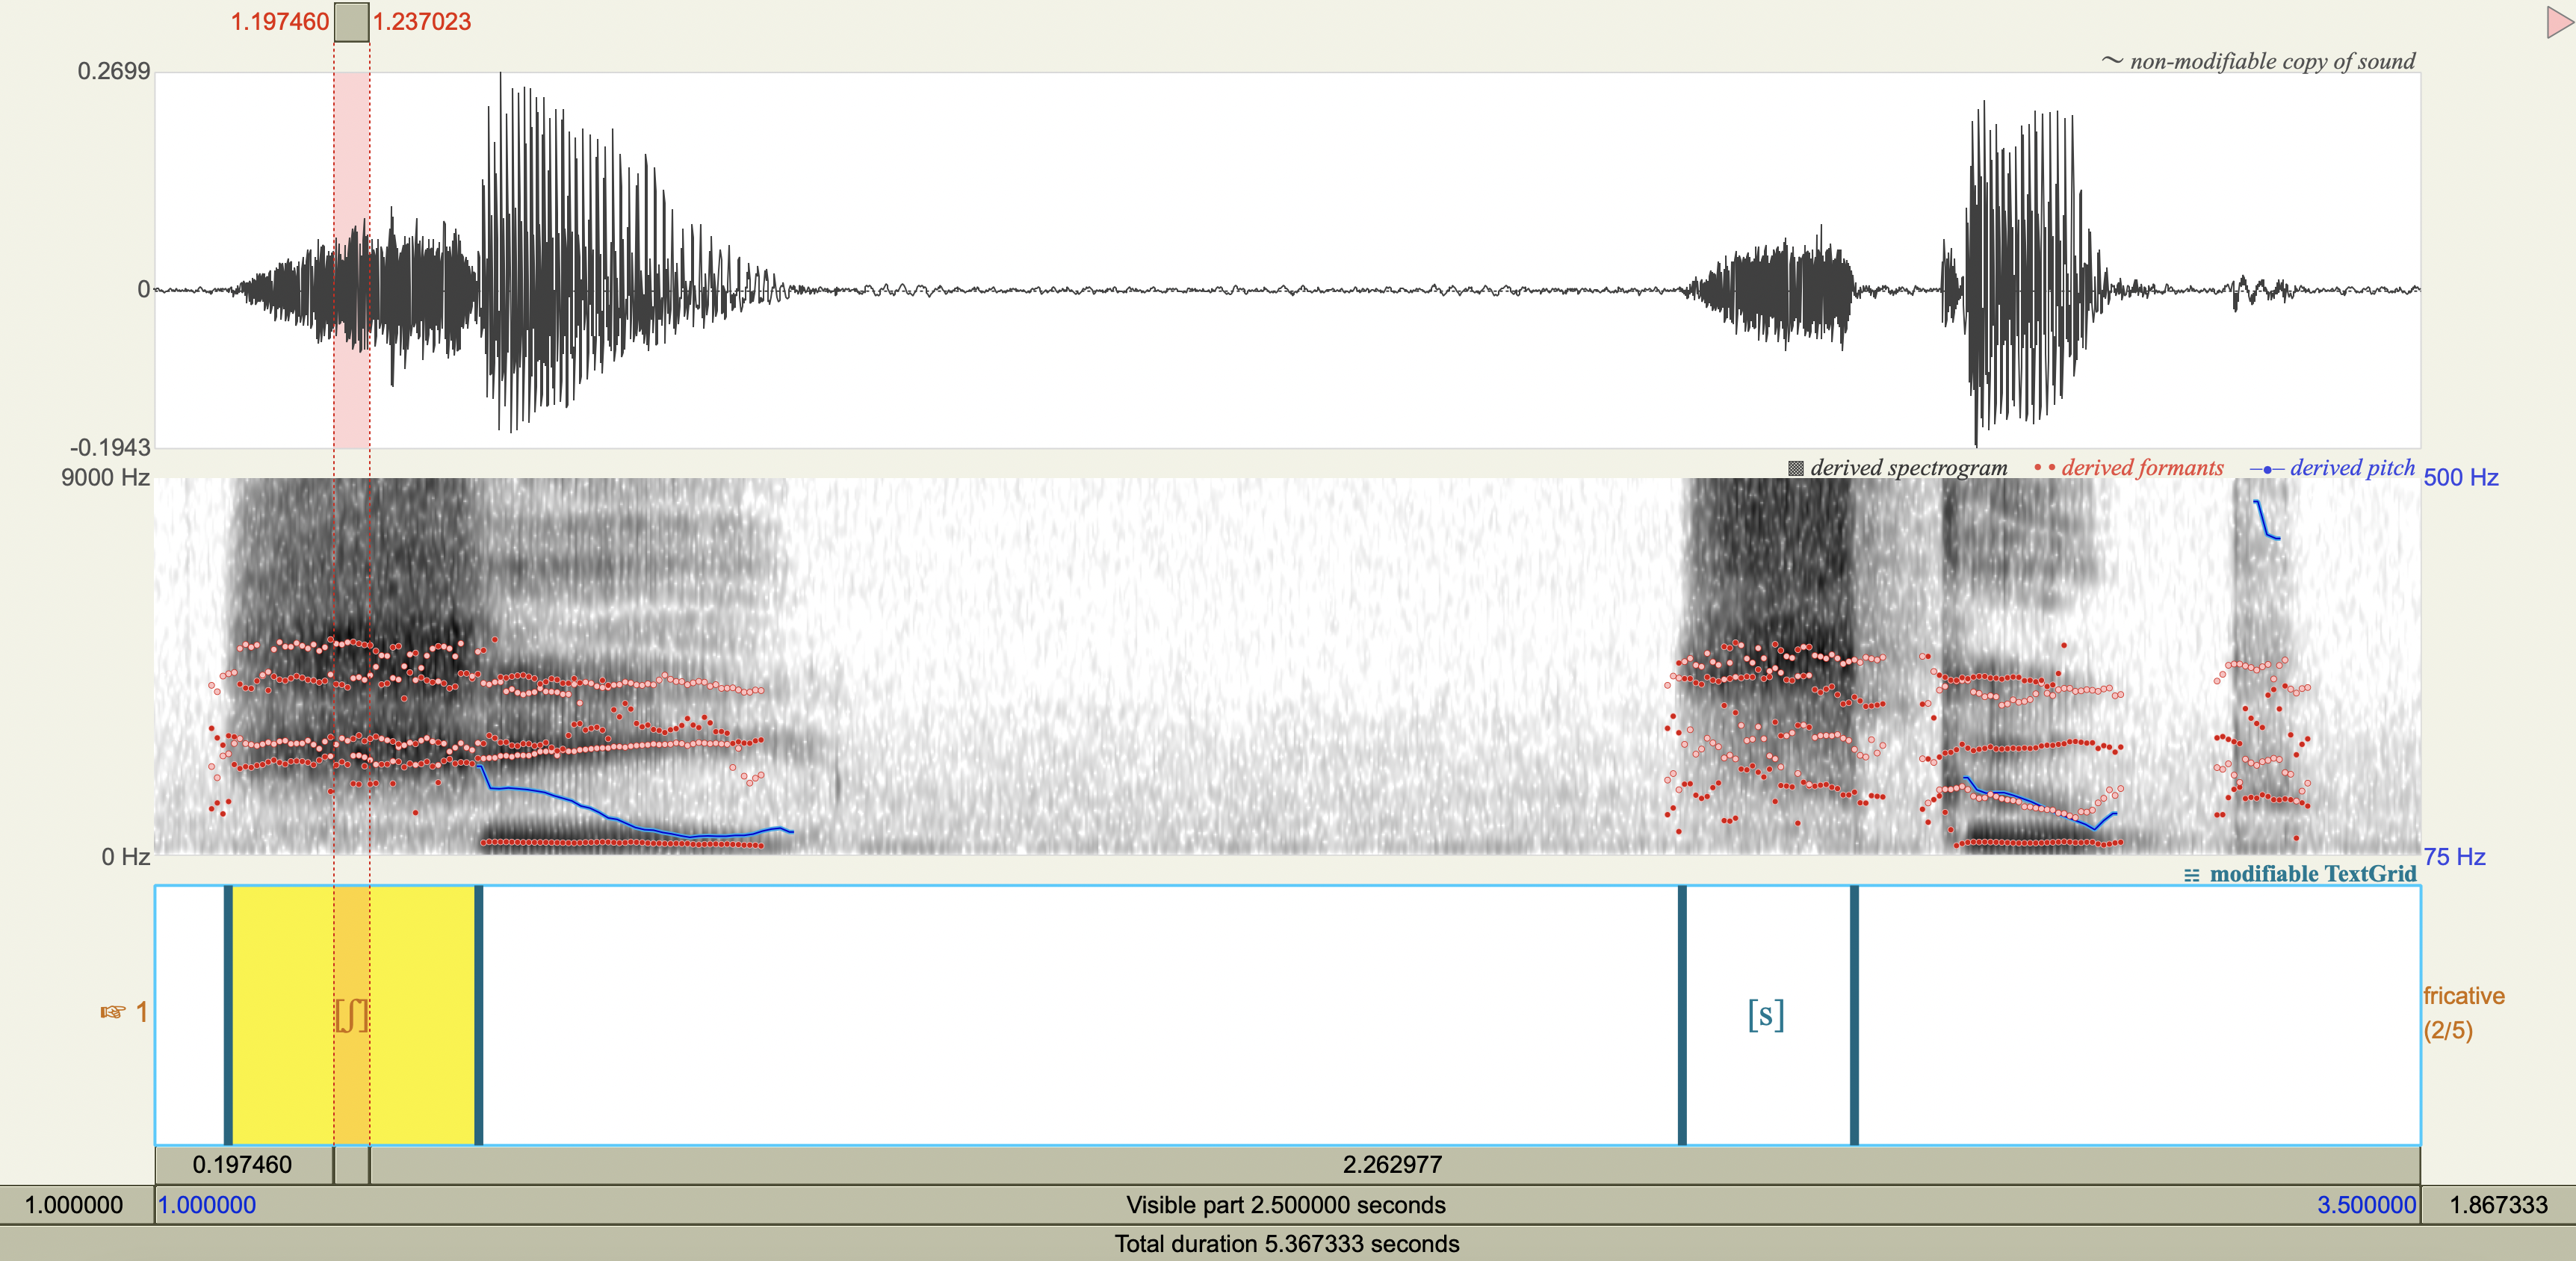 1.197460 1.237023
0.2699
~ non-modifiable copy of sound
0
-0.1943
9000 Hz
derived spectrogram derived formants derived pitch
500 Hz
0 Hz
75 Hz
modifiable TextGrid
☞ 1
[ʃ]
[s]
fricative
(2/5)
0.197460
2.262977
1.000000
1.000000
Visible part 2.500000 seconds
3.500000
1.867333
Total duration 5.367333 seconds